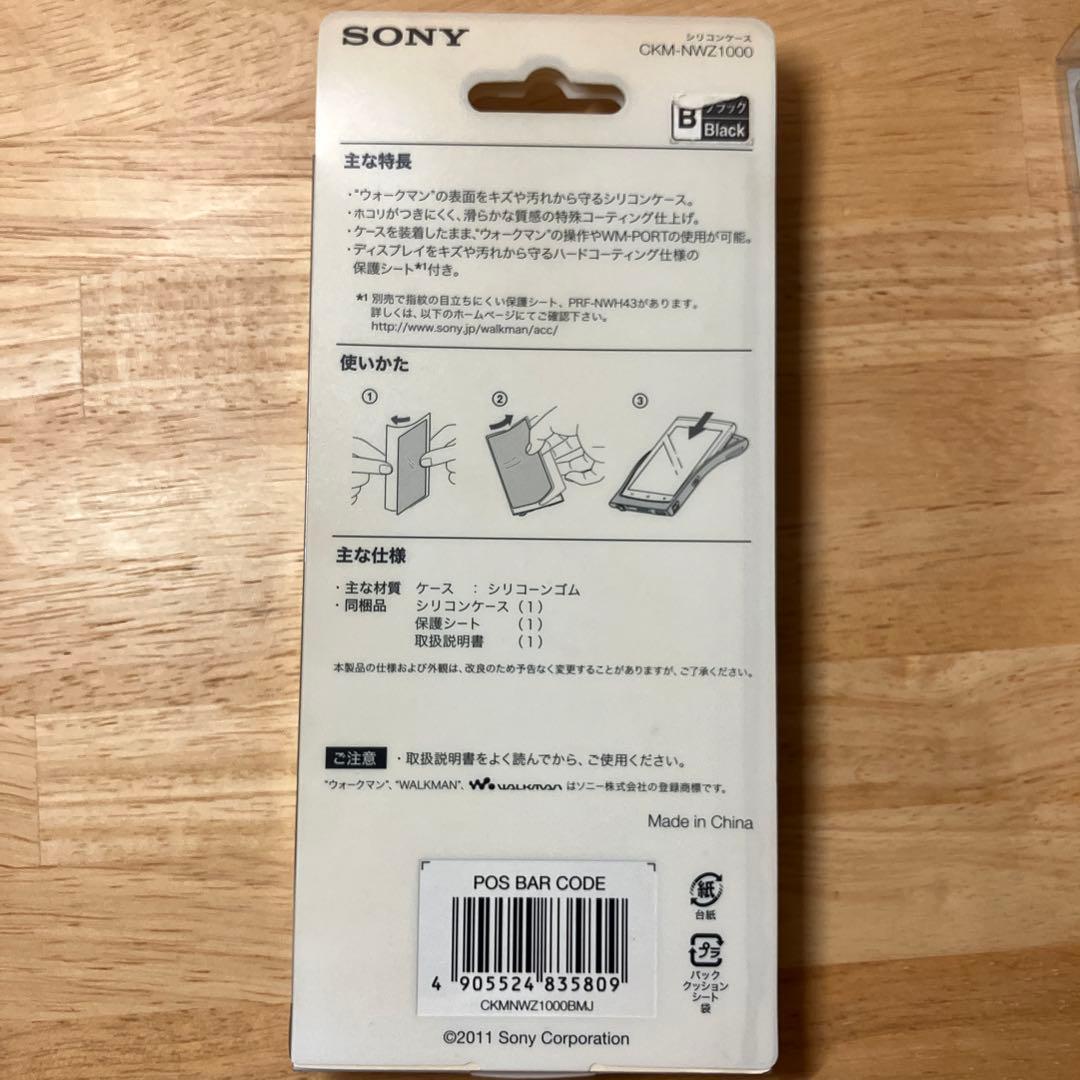 SONY
シリコンケース
CKM-NWZ1000
B ブラック
Black
主な特長
・"ウォークマン"の表面をキズや汚れから守るシリコンケース。
・ホコリがつきにくく、滑らかな質感の特殊コーティング仕上げ。
・ケースを装着したまま、"ウォークマン"の操作やWM-PORTの使用が可能。
・ディスプレイをキズや汚れから守るハードコーティング仕様の
保護シート*1付き。
*1 別売で指紋の目立ちにくい保護シート、PRF-NWH43があります。
詳しくは、以下のホームページにてご確認下さい。
http://www.sony.jp/walkman/acc/
使いかた
① ② ③
主な仕様
・主な材質 ケース : シリコーンゴム
・同梱品 シリコンケース (1)
保護シート (1)
取扱説明書 (1)
本製品の仕様および外観は、改良のため予告なく変更することがありますが、ご了承ください。
ご注意 ・取扱説明書をよく読んでから、ご使用ください。
"ウォークマン"、"WALKMAN"、WALKMAN はソニー株式会社の登録商標です。
Made in China
POS BAR CODE
4 905524 835809
CKMNWZ1000BMJ
紙
台紙
プラ
パック
クッション
シート
袋
©2011 Sony Corporation